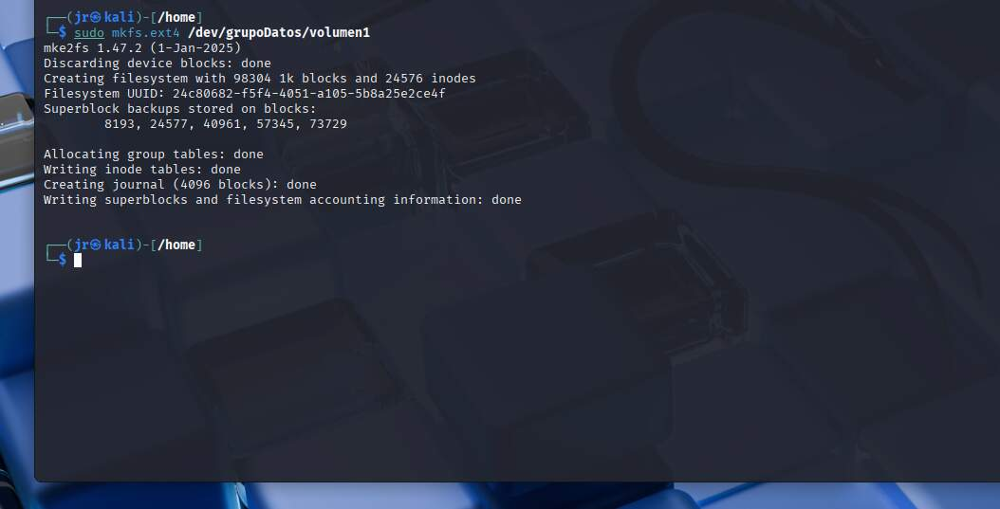 ┌──(jr㉿kali)-[/home]
└─$ sudo mkfs.ext4 /dev/grupoDatos/volumen1
mke2fs 1.47.2 (1-Jan-2025)
Discarding device blocks: done
Creating filesystem with 98304 1k blocks and 24576 inodes
Filesystem UUID: 24c80682-f5f4-4051-a105-5b8a25e2ce4f
Superblock backups stored on blocks:
8193, 24577, 40961, 57345, 73729
Allocating group tables: done
Writing inode tables: done
Creating journal (4096 blocks): done
Writing superblocks and filesystem accounting information: done
┌──(jr㉿kali)-[/home]
└─$